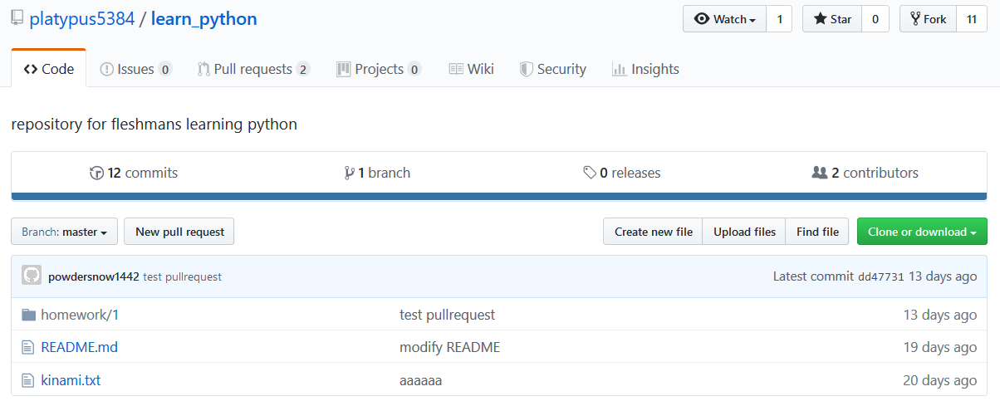 platypus5384 / learn_python Watch 1 Star 0 Fork 11
Code Issues 0 Pull requests 2 Projects 0 Wiki Security Insights
repository for fleshmans learning python
12 commits 1 branch 0 releases 2 contributors
Branch: master New pull request Create new file Upload files Find file Clone or download
powdersnow1442 test pullrequest Latest commit dd47731 13 days ago
homework/1 test pullrequest 13 days ago
README.md modify README 19 days ago
kinami.txt aaaaaa 20 days ago